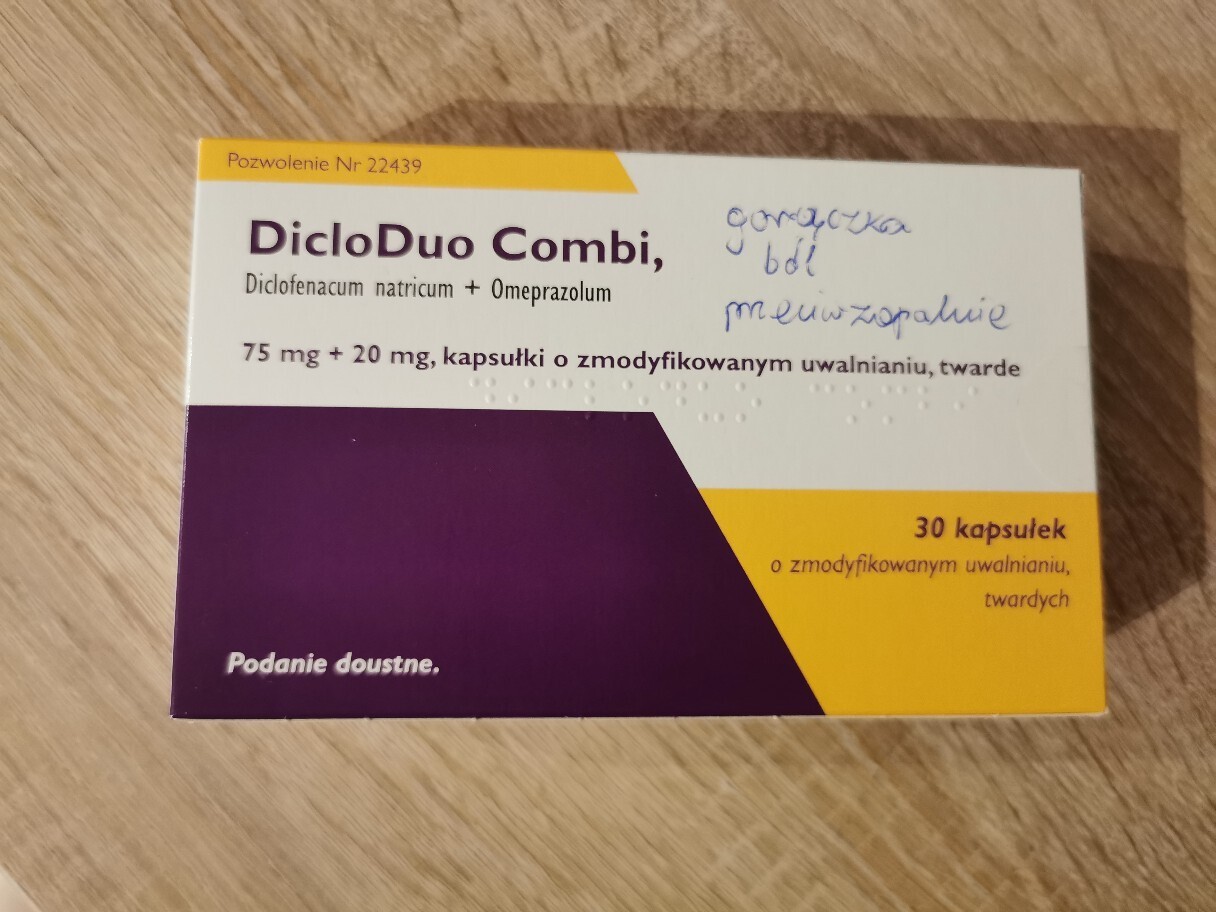 Pozwolenie Nr 22439
DicloDuo Combi,
Diclofenacum natricum + Omeprazolum
gorączka
ból
przeciwzapalnie
75 mg + 20 mg, kapsułki o zmodyfikowanym uwalnianiu, twarde
30 kapsułek
o zmodyfikowanym uwalnianiu,
twardych
Podanie doustne.